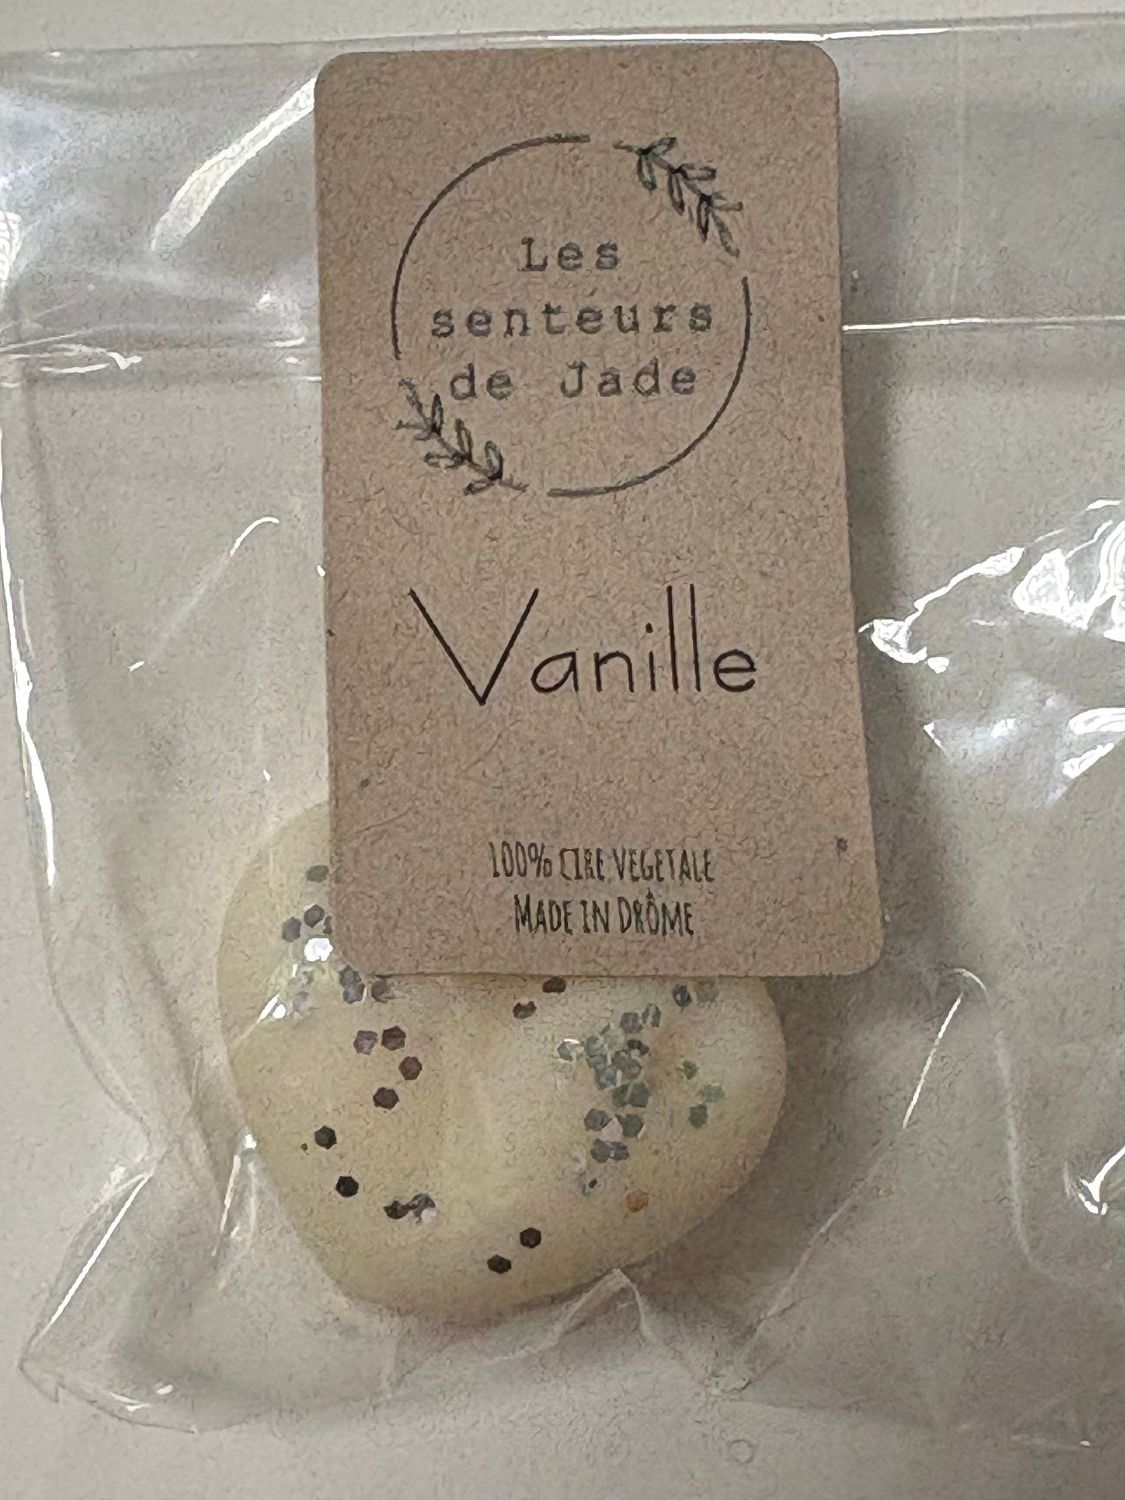 Les
senteurs
de Jade
Vanille
100% CIRE VEGETALE
MADE IN DRÔME